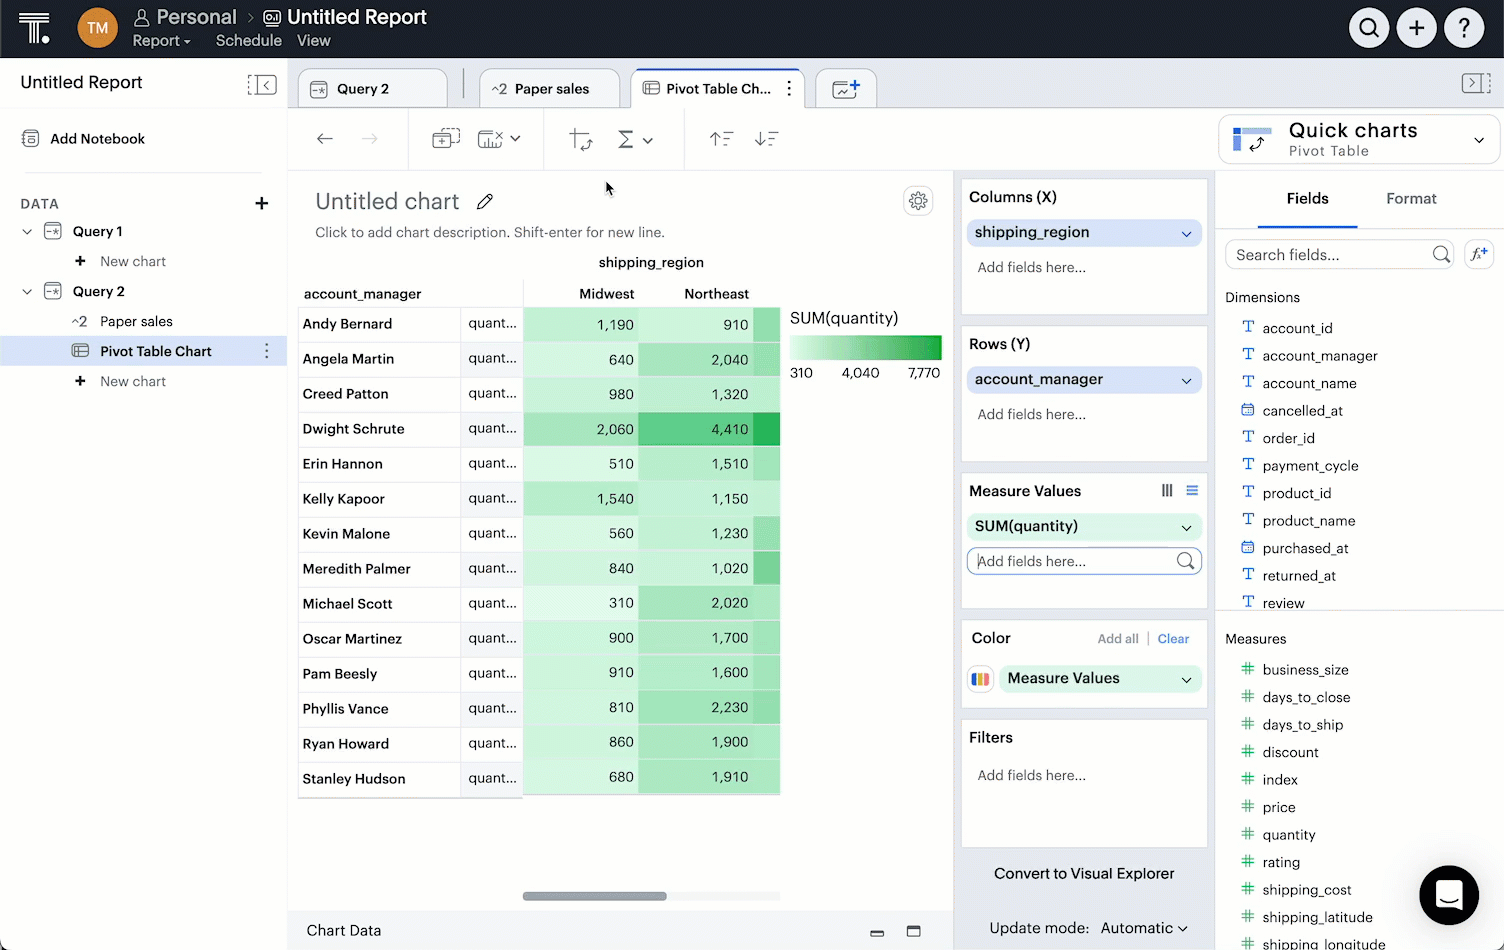 TM
Personal > Untitled Report
Report Schedule View
?
Untitled Report
Add Notebook
DATA +
Query 1
+ New chart
Query 2
^2 Paper sales
Pivot Table Chart
+ New chart
Query 2
^2 Paper sales
Pivot Table Ch...
Σ
Quick charts
Pivot Table
Untitled chart
Click to add chart description. Shift-enter for new line.
shipping_region
account_manager Midwest Northeast
Andy Bernard quant... 1,190 910
Angela Martin quant... 640 2,040
Creed Patton quant... 980 1,320
Dwight Schrute quant... 2,060 4,410
Erin Hannon quant... 510 1,510
Kelly Kapoor quant... 1,540 1,150
Kevin Malone quant... 560 1,230
Meredith Palmer quant... 840 1,020
Michael Scott quant... 310 2,020
Oscar Martinez quant... 900 1,700
Pam Beesly quant... 910 1,600
Phyllis Vance quant... 810 2,230
Ryan Howard quant... 860 1,900
Stanley Hudson quant... 680 1,910
SUM(quantity)
310 4,040 7,770
Chart Data
Columns (X)
shipping_region
Add fields here...
Rows (Y)
account_manager
Add fields here...
Measure Values
SUM(quantity)
Add fields here...
Color Add all | Clear
Measure Values
Filters
Add fields here...
Convert to Visual Explorer
Update mode: Automatic
Fields Format
Search fields...
Dimensions
T account_id
T account_manager
T account_name
cancelled_at
T order_id
T payment_cycle
T product_id
T product_name
purchased_at
T returned_at
T review
Measures
# business_size
# days_to_close
# days_to_ship
# discount
# index
# price
# quantity
# rating
# shipping_cost
# shipping_latitude
# shipping_longitude